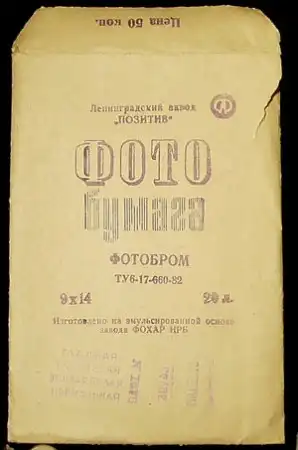 Цена 50 коп.
Ленинградский завод
„ПОЗИТИВ"
ФОТО
бумага
ФОТОБРОМ
ТУ6-17-660-82
9х14 20 л.
Изготовлено на эмульсированной основе
завода ФОХАР НРБ